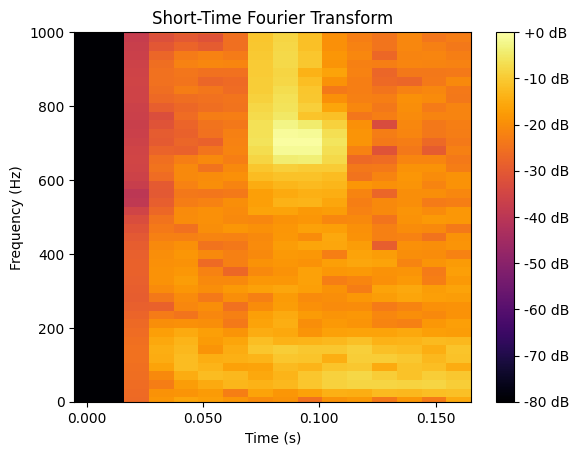 Short-Time Fourier Transform
1000
800
600
400
200
0
Frequency (Hz)
0.000
0.050
0.100
0.150
Time (s)
+0 dB
-10 dB
-20 dB
-30 dB
-40 dB
-50 dB
-60 dB
-70 dB
-80 dB